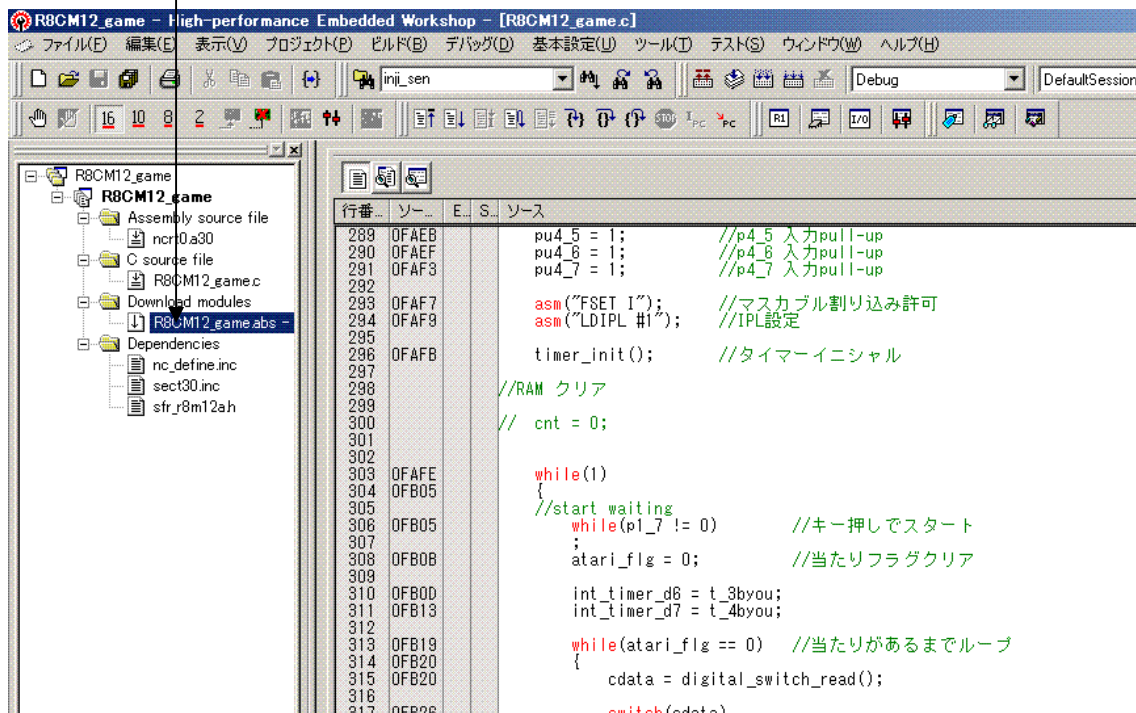 R8CM12_game - High-performance Embedded Workshop - [R8CM12_game.c]
ファイル(F) 編集(E) 表示(V) プロジェクト(P) ビルド(B) デバッグ(D) 基本設定(U) ツール(T) テスト(S) ウィンドウ(W) ヘルプ(H)
inji_sen Debug DefaultSession
16 10 8 2 STOP PC PC R1 I/O
R8CM12_game
R8CM12_game
Assembly source file
ncrt0.a30
C source file
R8CM12_game.c
Download modules
R8CM12_game.abs -
Dependencies
nc_define.inc
sect30.inc
sfr_r8m12a.h
行番... ソー... E... S... ソース
289 0FAEB pu4_5 = 1; //p4_5 入力pull-up
290 0FAEF pu4_6 = 1; //p4_6 入力pull-up
291 0FAF3 pu4_7 = 1; //p4_7 入力pull-up
292
293 0FAF7 asm("FSET I"); //マスカブル割り込み許可
294 0FAF9 asm("LDIPL #1"); //IPL設定
295
296 0FAFB timer_init(); //タイマーイニシャル
297
298 //RAM クリア
299
300 // cnt = 0;
301
302
303 0FAFE while(1)
304 0FB05 {
305 //start waiting
306 0FB05 while(p1_7 != 0) //キー押しでスタート
307 ;
308 0FB0B atari_flg = 0; //当たりフラグクリア
309
310 0FB0D int_timer_d6 = t_3byou;
311 0FB13 int_timer_d7 = t_4byou;
312
313 0FB19 while(atari_flg == 0) //当たりがあるまでループ
314 0FB20 {
315 0FB20 cdata = digital_switch_read();
316
317 0FB26 switch(cdata)